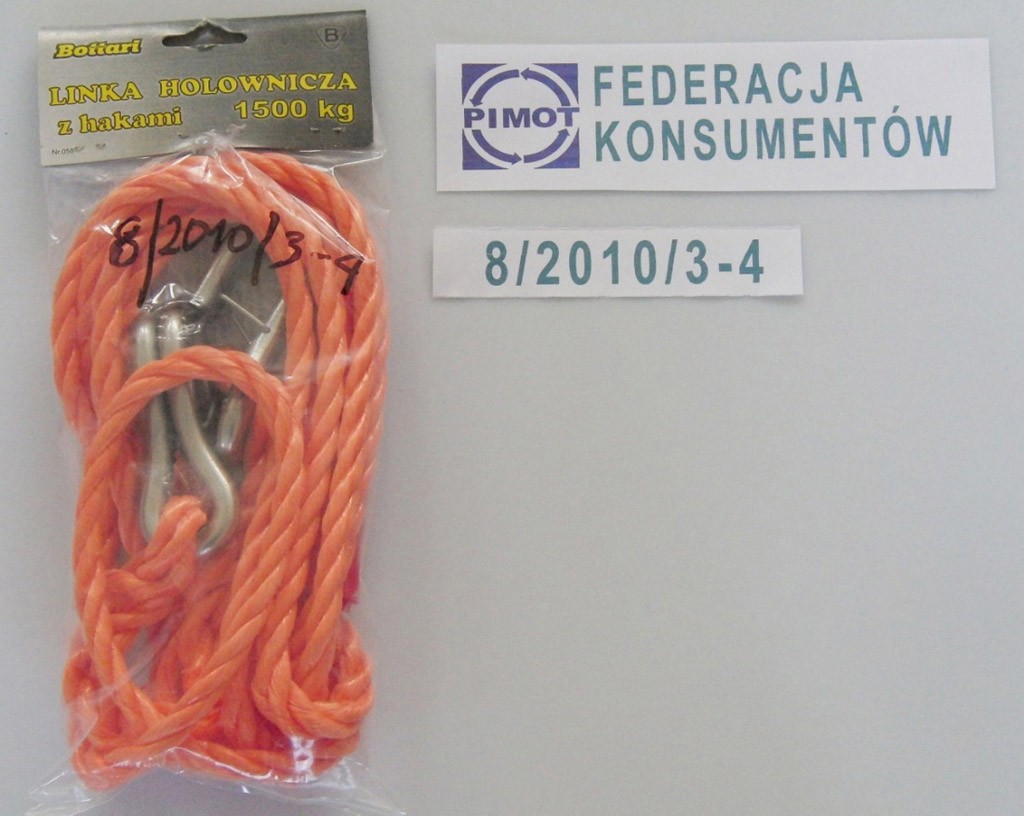 Bottari
B
LINKA HOLOWNICZA
z hakami 1500 kg
8/2010/3-4
PIMOT
FEDERACJA
KONSUMENTÓW
8/2010/3-4